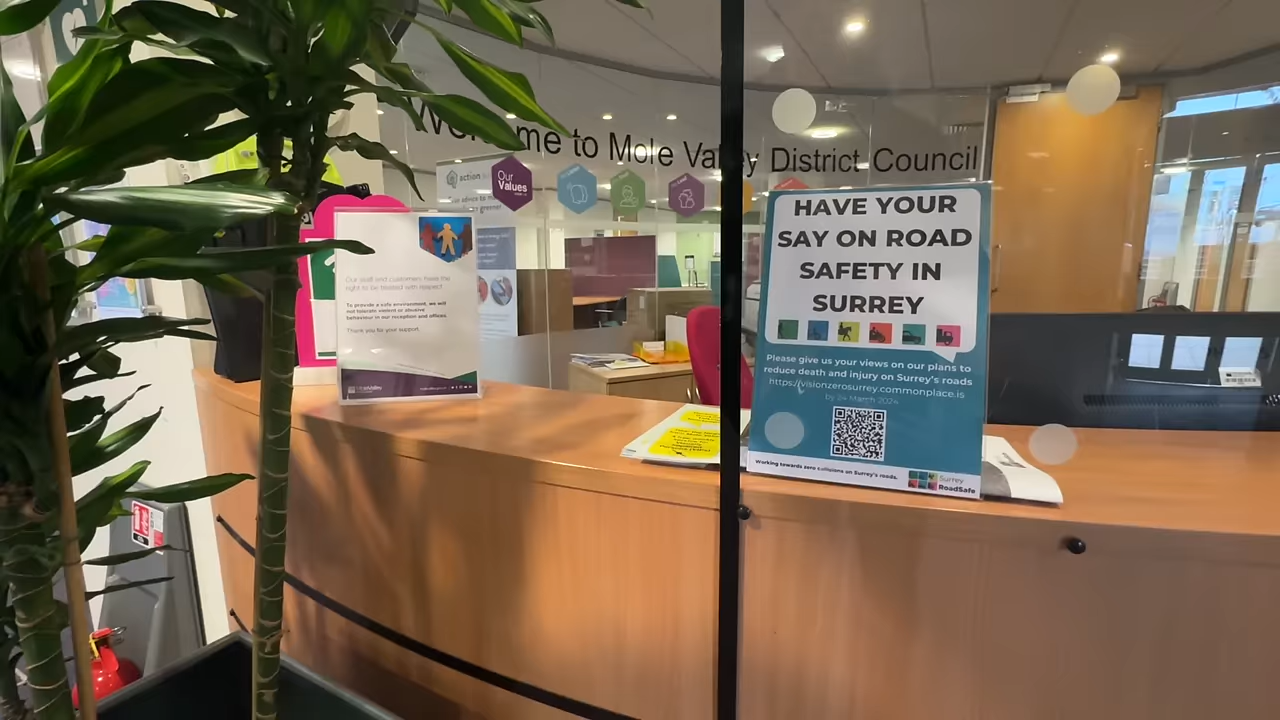 Welcome to Mole Valley District Council
action
Our
Values
Our staff and customers have the
right to be treated with respect
To provide a safe environment, we will
not tolerate violent or abusive
behaviour in our reception and offices.
Thank you for your support.
HAVE YOUR
SAY ON ROAD
SAFETY IN
SURREY
Please give us your views on our plans to
reduce death and injury on Surrey's roads
https://visionzerosurrey.commonplace.is
by 24 March 2024
Working towards zero collisions on Surrey's roads.
Surrey
RoadSafe